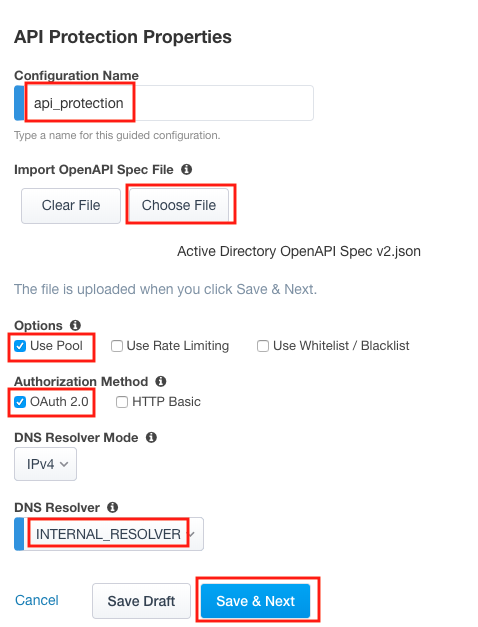 API Protection Properties
Configuration Name
api_protection
Type a name for this guided configuration.
Import OpenAPI Spec File
Clear File Choose File
Active Directory OpenAPI Spec v2.json
The file is uploaded when you click Save & Next.
Options
Use Pool Use Rate Limiting Use Whitelist / Blacklist
Authorization Method
OAuth 2.0 HTTP Basic
DNS Resolver Mode
IPv4
DNS Resolver
INTERNAL_RESOLVER
Cancel Save Draft Save & Next